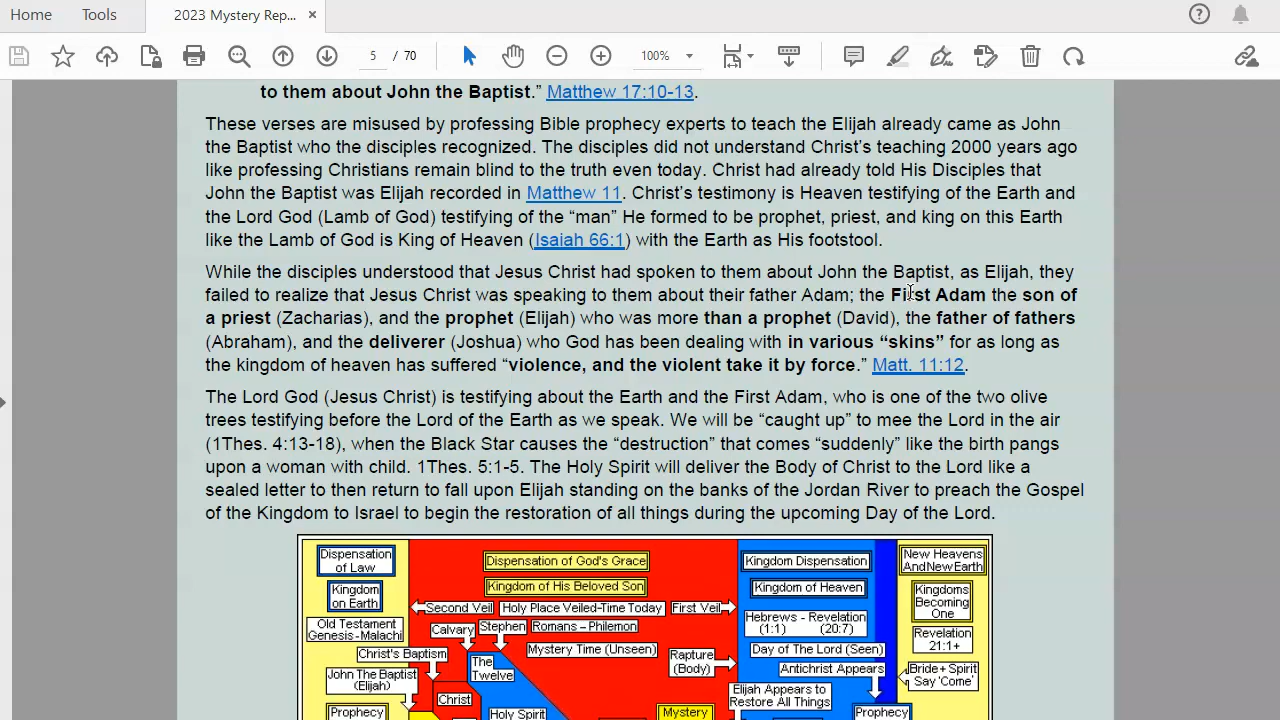 Home
Tools
2023 Mystery Rep...
5 / 70
100%
to them about John the Baptist.” Matthew 17:10-13.
These verses are misused by professing Bible prophecy experts to teach the Elijah already came as John
the Baptist who the disciples recognized. The disciples did not understand Christ’s teaching 2000 years ago
like professing Christians remain blind to the truth even today. Christ had already told His Disciples that
John the Baptist was Elijah recorded in Matthew 11. Christ’s testimony is Heaven testifying of the Earth and
the Lord God (Lamb of God) testifying of the “man” He formed to be prophet, priest, and king on this Earth
like the Lamb of God is King of Heaven (Isaiah 66:1) with the Earth as His footstool.
While the disciples understood that Jesus Christ had spoken to them about John the Baptist, as Elijah, they
failed to realize that Jesus Christ was speaking to them about their father Adam; the First Adam the son of
a priest (Zacharias), and the prophet (Elijah) who was more than a prophet (David), the father of fathers
(Abraham), and the deliverer (Joshua) who God has been dealing with in various “skins” for as long as
the kingdom of heaven has suffered “violence, and the violent take it by force.” Matt. 11:12.
The Lord God (Jesus Christ) is testifying about the Earth and the First Adam, who is one of the two olive
trees testifying before the Lord of the Earth as we speak. We will be “caught up” to mee the Lord in the air
(1Thes. 4:13-18), when the Black Star causes the “destruction” that comes “suddenly” like the birth pangs
upon a woman with child. 1Thes. 5:1-5. The Holy Spirit will deliver the Body of Christ to the Lord like a
sealed letter to then return to fall upon Elijah standing on the banks of the Jordan River to preach the Gospel
of the Kingdom to Israel to begin the restoration of all things during the upcoming Day of the Lord.
Dispensation
of Law
Kingdom
on Earth
Old Testament
Genesis - Malachi
Dispensation of God's Grace
Kingdom of His Beloved Son
Second Veil
Holy Place Veiled-Time Today
First Veil
Calvary
Stephen
Romans – Philemon
Christ's Baptism
Mystery Time (Unseen)
The
Twelve
Rapture
(Body)
John The Baptist
(Elijah)
Christ
Prophecy
Holy Spirit
Mystery
Kingdom Dispensation
Kingdom of Heaven
Hebrews - Revelation
(1:1) (20:7)
Day of The Lord (Seen)
Antichrist Appears
Elijah Appears to
Restore All Things
Prophecy
New Heavens
And New Earth
Kingdoms
Becoming
One
Revelation
21:1+
Bride + Spirit
Say 'Come'